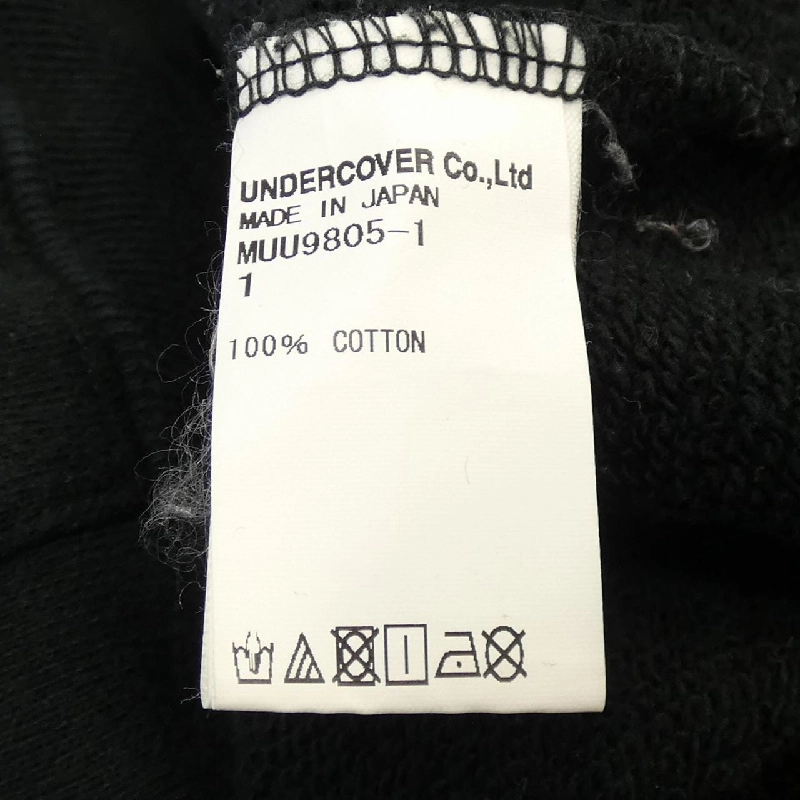 UNDERCOVER Co.,Ltd
MADE IN JAPAN
MUU9805-1
1
100% COTTON